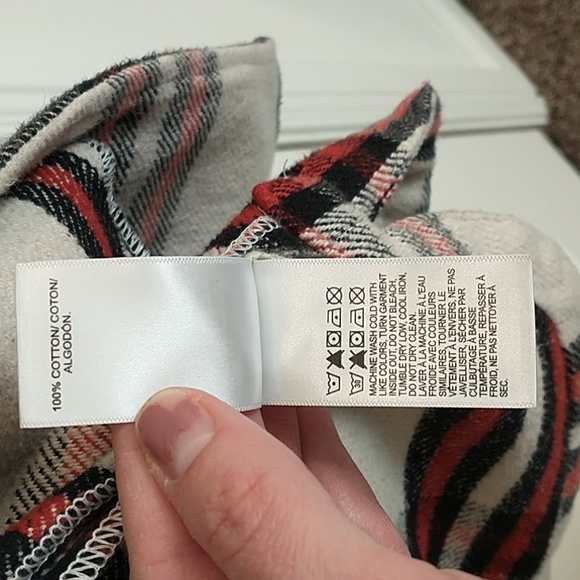 100% COTTON/ COTON/
ALGODÓN.
MACHINE WASH COLD WITH
LIKE COLORS, TURN GARMENT
INSIDE OUT, DO NOT BLEACH,
TUMBLE DRY LOW, COOL IRON,
DO NOT DRY CLEAN.
LAVER À LA MACHINE À L'EAU
FROIDE AVEC COULEURS
SIMILAIRES, TOURNER LE
VÊTEMENT À L'ENVERS, NE PAS
JAVELLISER, SÉCHER PAR
TEMPÉRATURE, REPASSER À
FROID, NE PAS NETTOYER À
SEC.